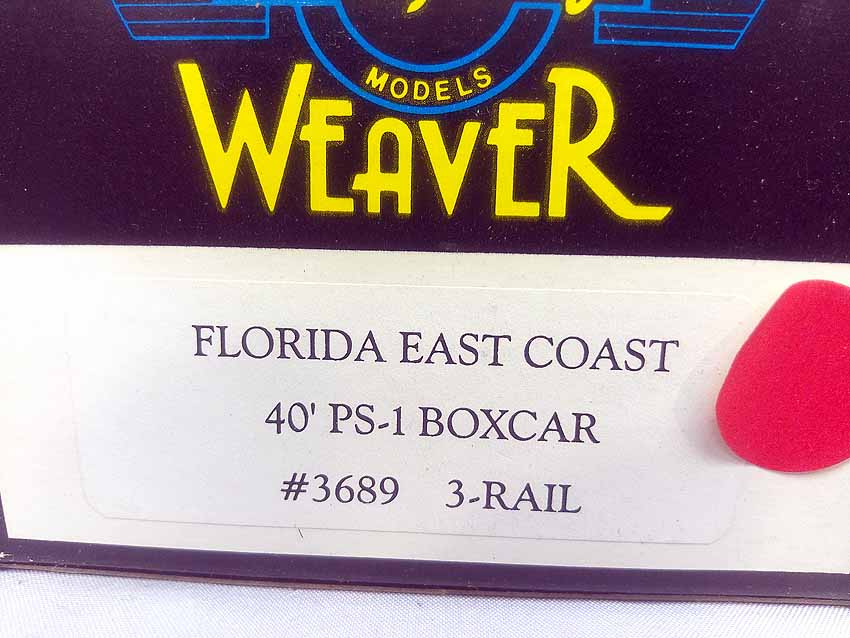 MODELS
WEAVER
FLORIDA EAST COAST
40' PS-1 BOXCAR
#3689 3-RAIL